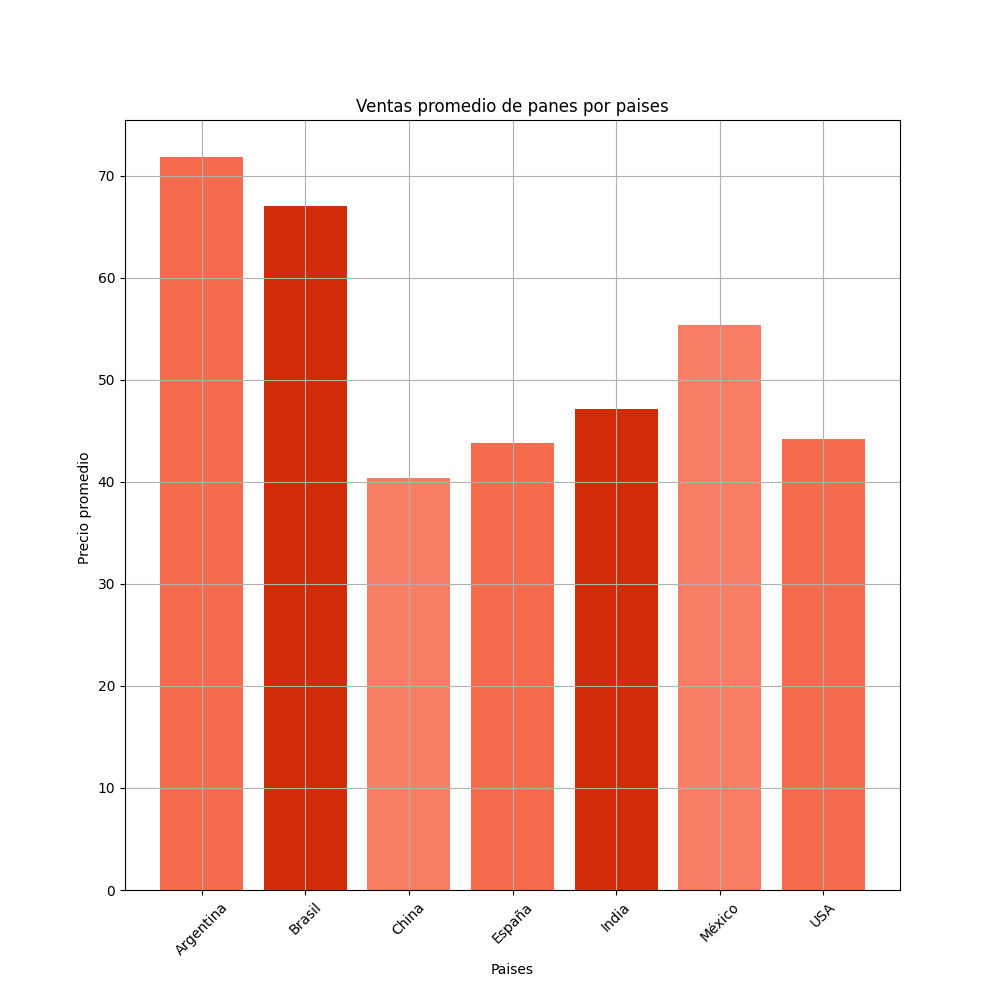 Ventas promedio de panes por paises
Precio promedio
70
60
50
40
30
20
10
0
Argentina
Brasil
China
España
India
México
USA
Paises